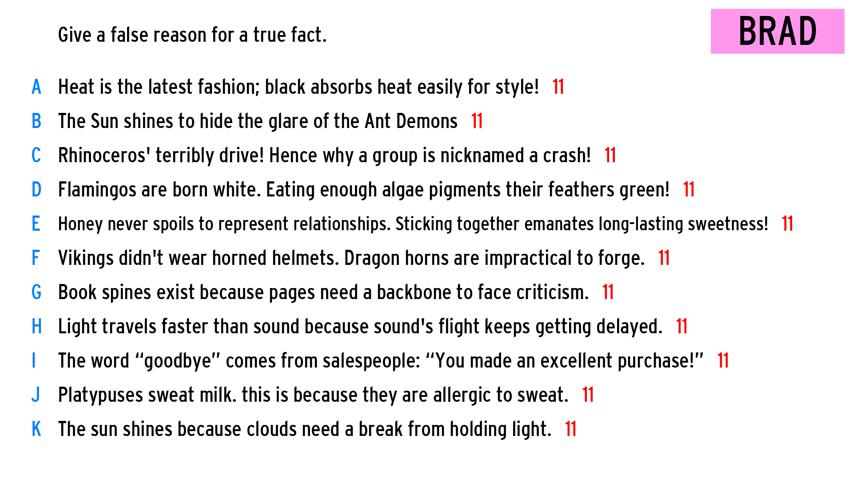 Give a false reason for a true fact.
BRAD
A Heat is the latest fashion; black absorbs heat easily for style! 11
B The Sun shines to hide the glare of the Ant Demons 11
C Rhinoceros' terribly drive! Hence why a group is nicknamed a crash! 11
D Flamingos are born white. Eating enough algae pigments their feathers green! 11
E Honey never spoils to represent relationships. Sticking together emanates long-lasting sweetness! 11
F Vikings didn't wear horned helmets. Dragon horns are impractical to forge. 11
G Book spines exist because pages need a backbone to face criticism. 11
H Light travels faster than sound because sound's flight keeps getting delayed. 11
I The word “goodbye” comes from salespeople: “You made an excellent purchase!” 11
J Platypuses sweat milk. this is because they are allergic to sweat. 11
K The sun shines because clouds need a break from holding light. 11